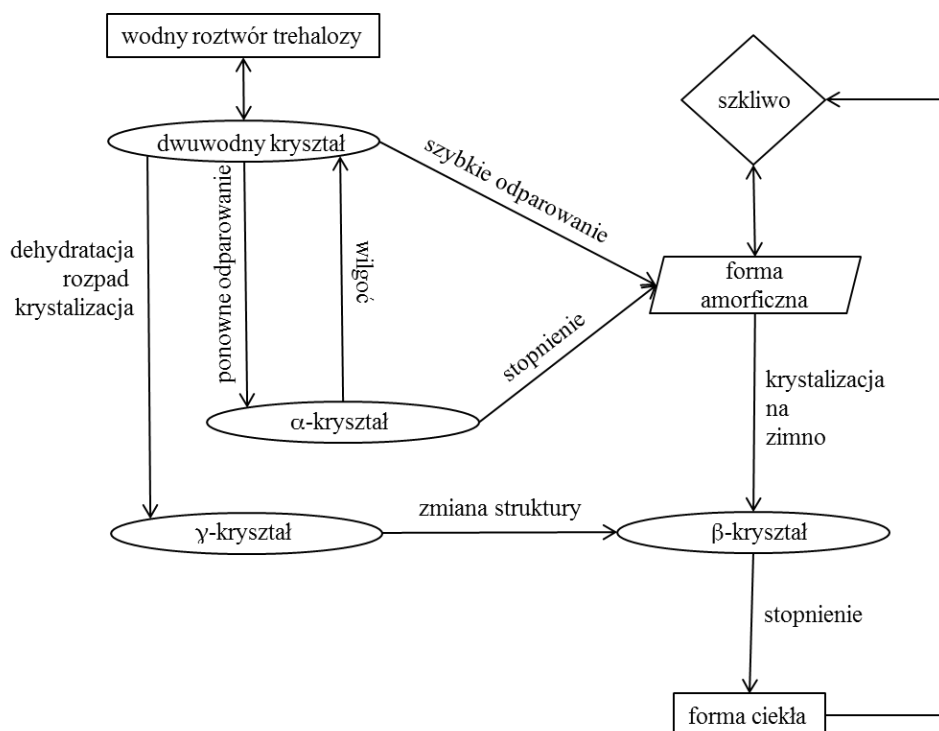 wodny roztwór trehalozy
szkliwo
dwuwodny kryształ
szybkie odparowanie
dehydratacja
rozpad
krystalizacja
ponowne odparowanie
wilgoć
forma
amorficzna
stopnienie
krystalizacja
na
zimno
α-kryształ
zmiana struktury
γ-kryształ
β-kryształ
stopnienie
forma ciekła